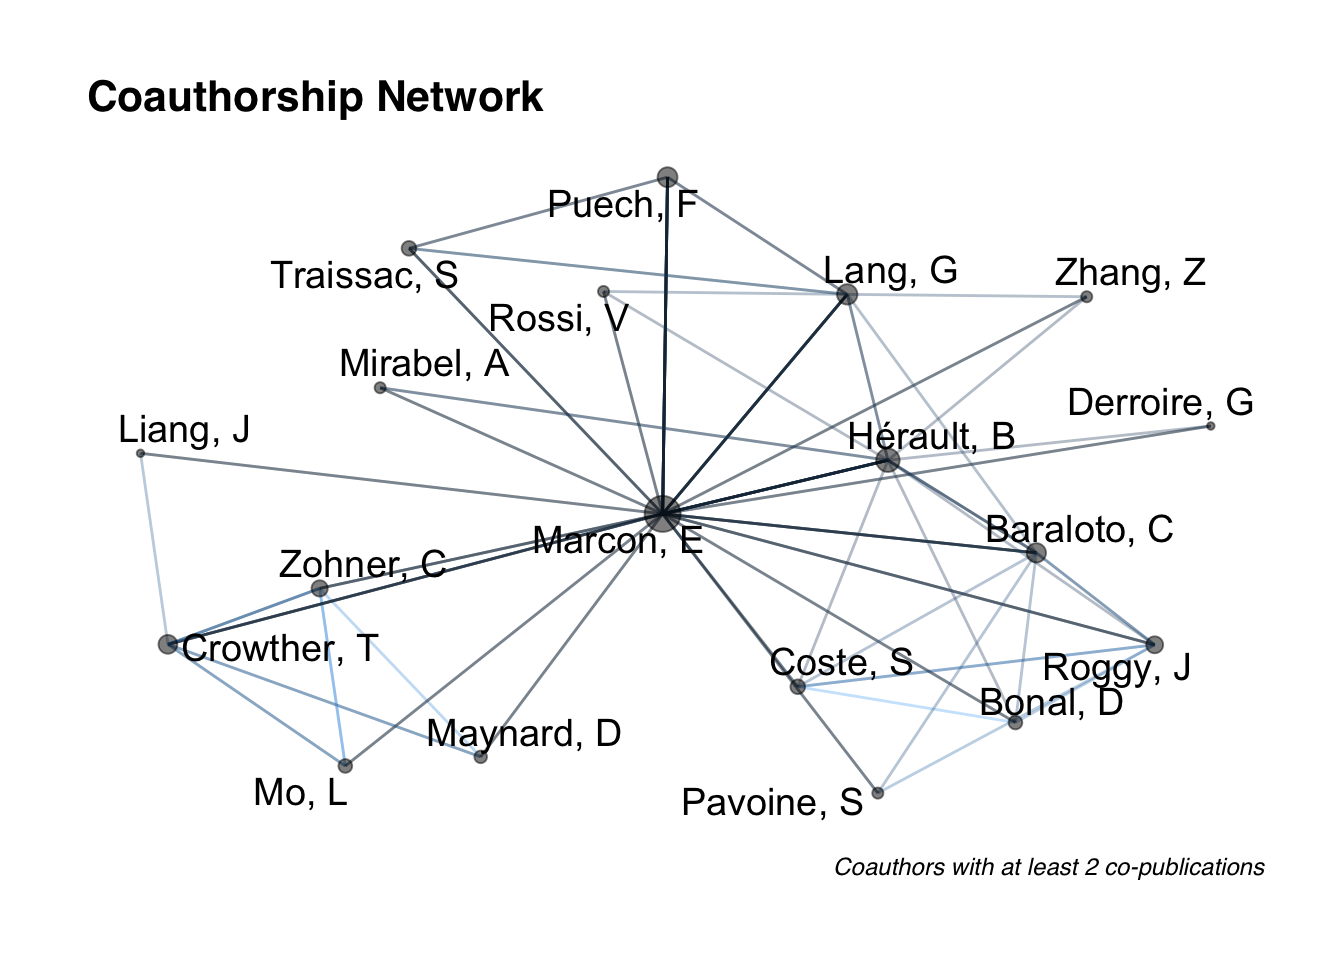 Coauthorship Network
Puech, F
Traissac, S
Lang, G
Zhang, Z
Rossi, V
Mirabel, A
Derroire, G
Liang, J
Hérault, B
Marcon, E
Baraloto, C
Zohner, C
Crowther, T
Coste, S
Roggy, J
Bonal, D
Maynard, D
Mo, L
Pavoine, S
Coauthors with at least 2 co-publications